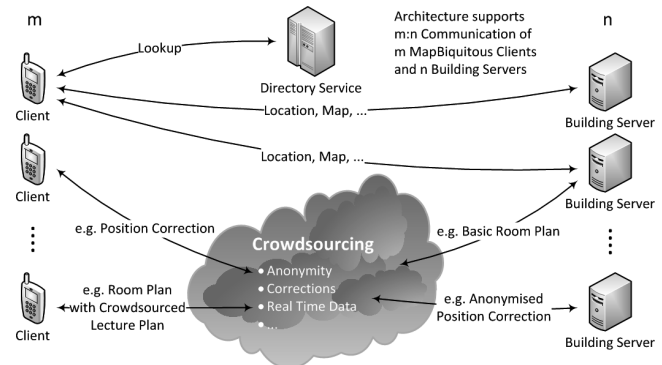 m
n
Architecture supports
m:n Communication of
m MapBiquitous Clients
and n Building Servers
Lookup
Directory Service
Client
Location, Map, ...
Building Server
Location, Map, ...
Client
Building Server
e.g. Position Correction
e.g. Basic Room Plan
Crowdsourcing
• Anonymity
• Corrections
• Real Time Data
• ...
e.g. Room Plan
with Crowdsourced
Lecture Plan
e.g. Anonymised
Position Correction
Client
Building Server